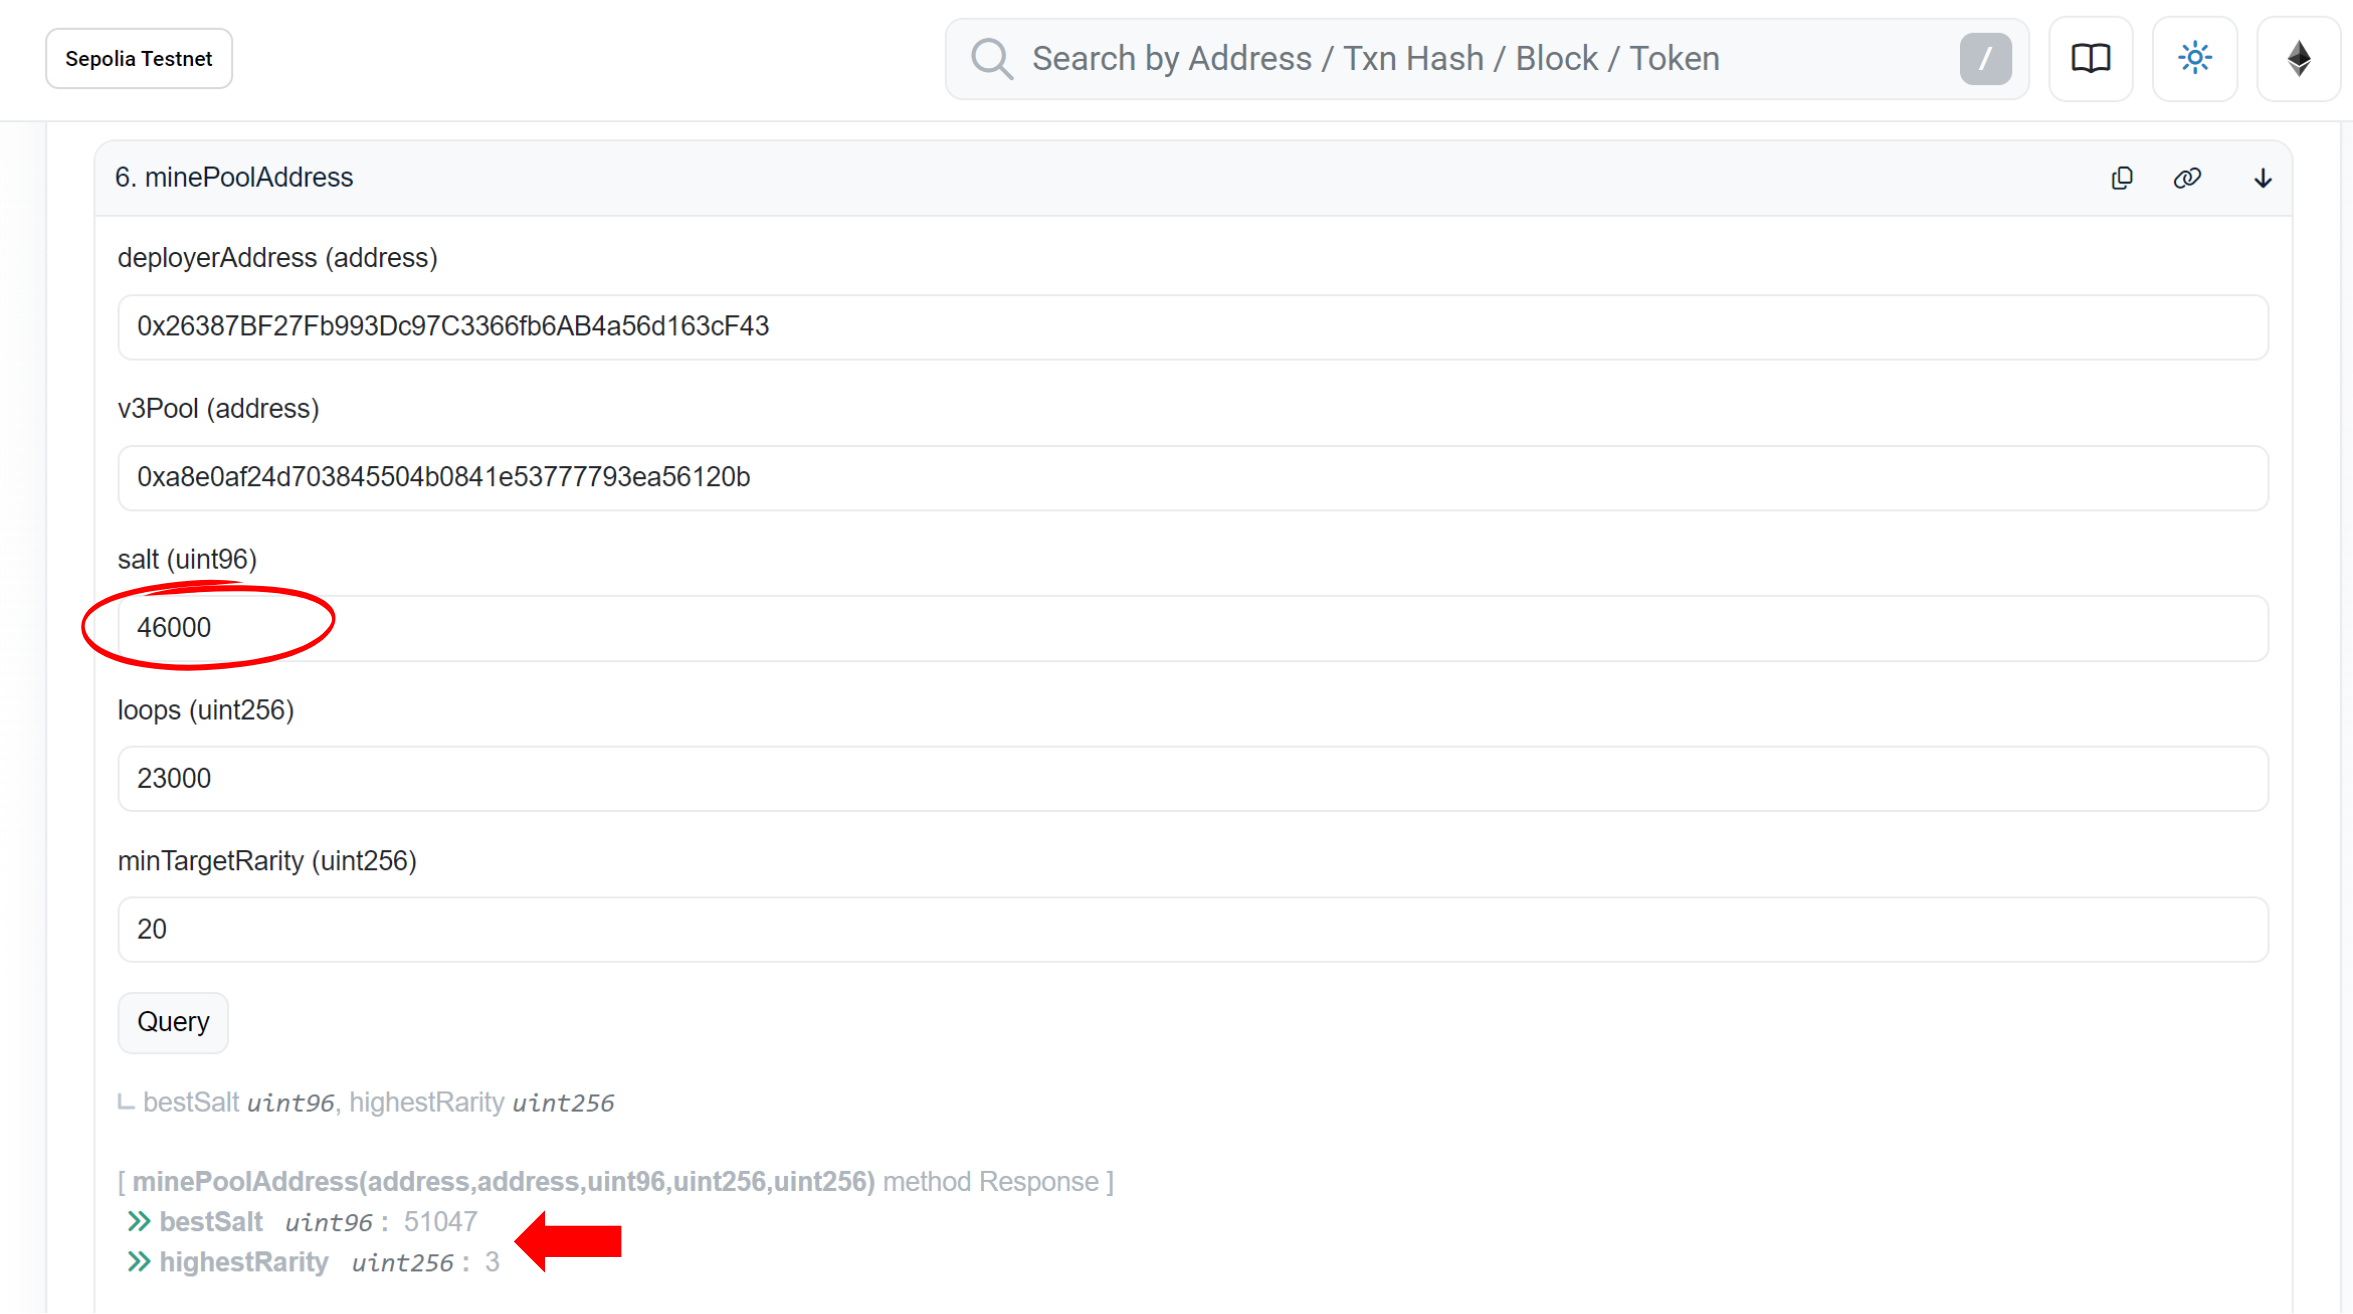 Sepolia Testnet
Search by Address / Txn Hash / Block / Token
/
6. minePoolAddress
deployerAddress (address)
0x26387BF27Fb993Dc97C3366fb6AB4a56d163cF43
v3Pool (address)
0xa8e0af24d703845504b0841e53777793ea56120b
salt (uint96)
46000
loops (uint256)
23000
minTargetRarity (uint256)
20
Query
bestSalt uint96, highestRarity uint256
[ minePoolAddress(address,address,uint96,uint256,uint256) method Response ]
bestSalt uint96 : 51047
highestRarity uint256 : 3